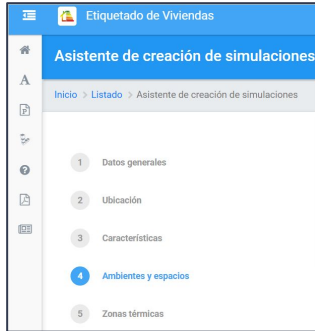 Etiquetado de Viviendas
Asistente de creación de simulaciones
Inicio > Listado > Asistente de creación de simulaciones
1 Datos generales
2 Ubicación
3 Características
4 Ambientes y espacios
5 Zonas térmicas